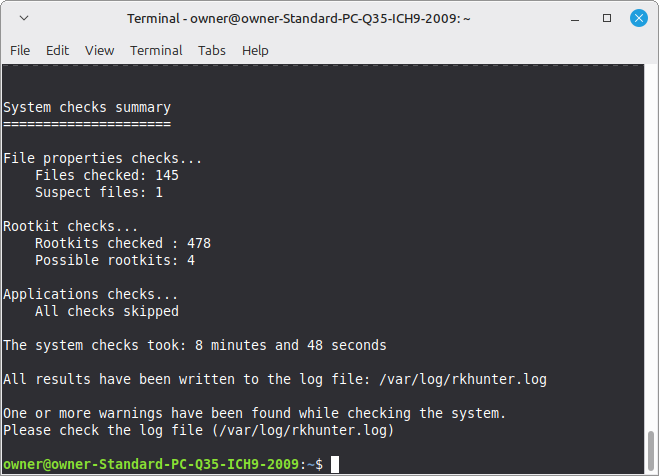 Terminal - owner@owner-Standard-PC-Q35-ICH9-2009: ~
File Edit View Terminal Tabs Help
System checks summary
=====================
File properties checks...
Files checked: 145
Suspect files: 1
Rootkit checks...
Rootkits checked : 478
Possible rootkits: 4
Applications checks...
All checks skipped
The system checks took: 8 minutes and 48 seconds
All results have been written to the log file: /var/log/rkhunter.log
One or more warnings have been found while checking the system.
Please check the log file (/var/log/rkhunter.log)
owner@owner-Standard-PC-Q35-ICH9-2009:~$